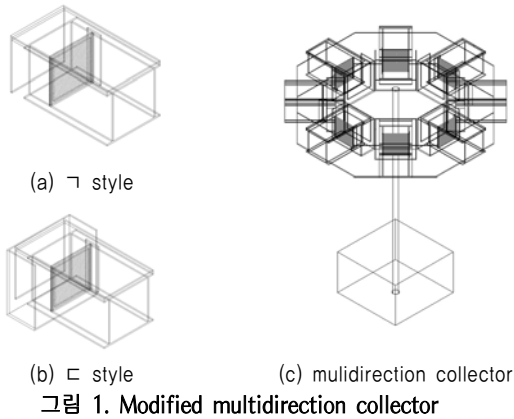 (a) ㄱ style
(b) ㄷ style
(c) mulidirection collector
그림 1. Modified multidirection collector